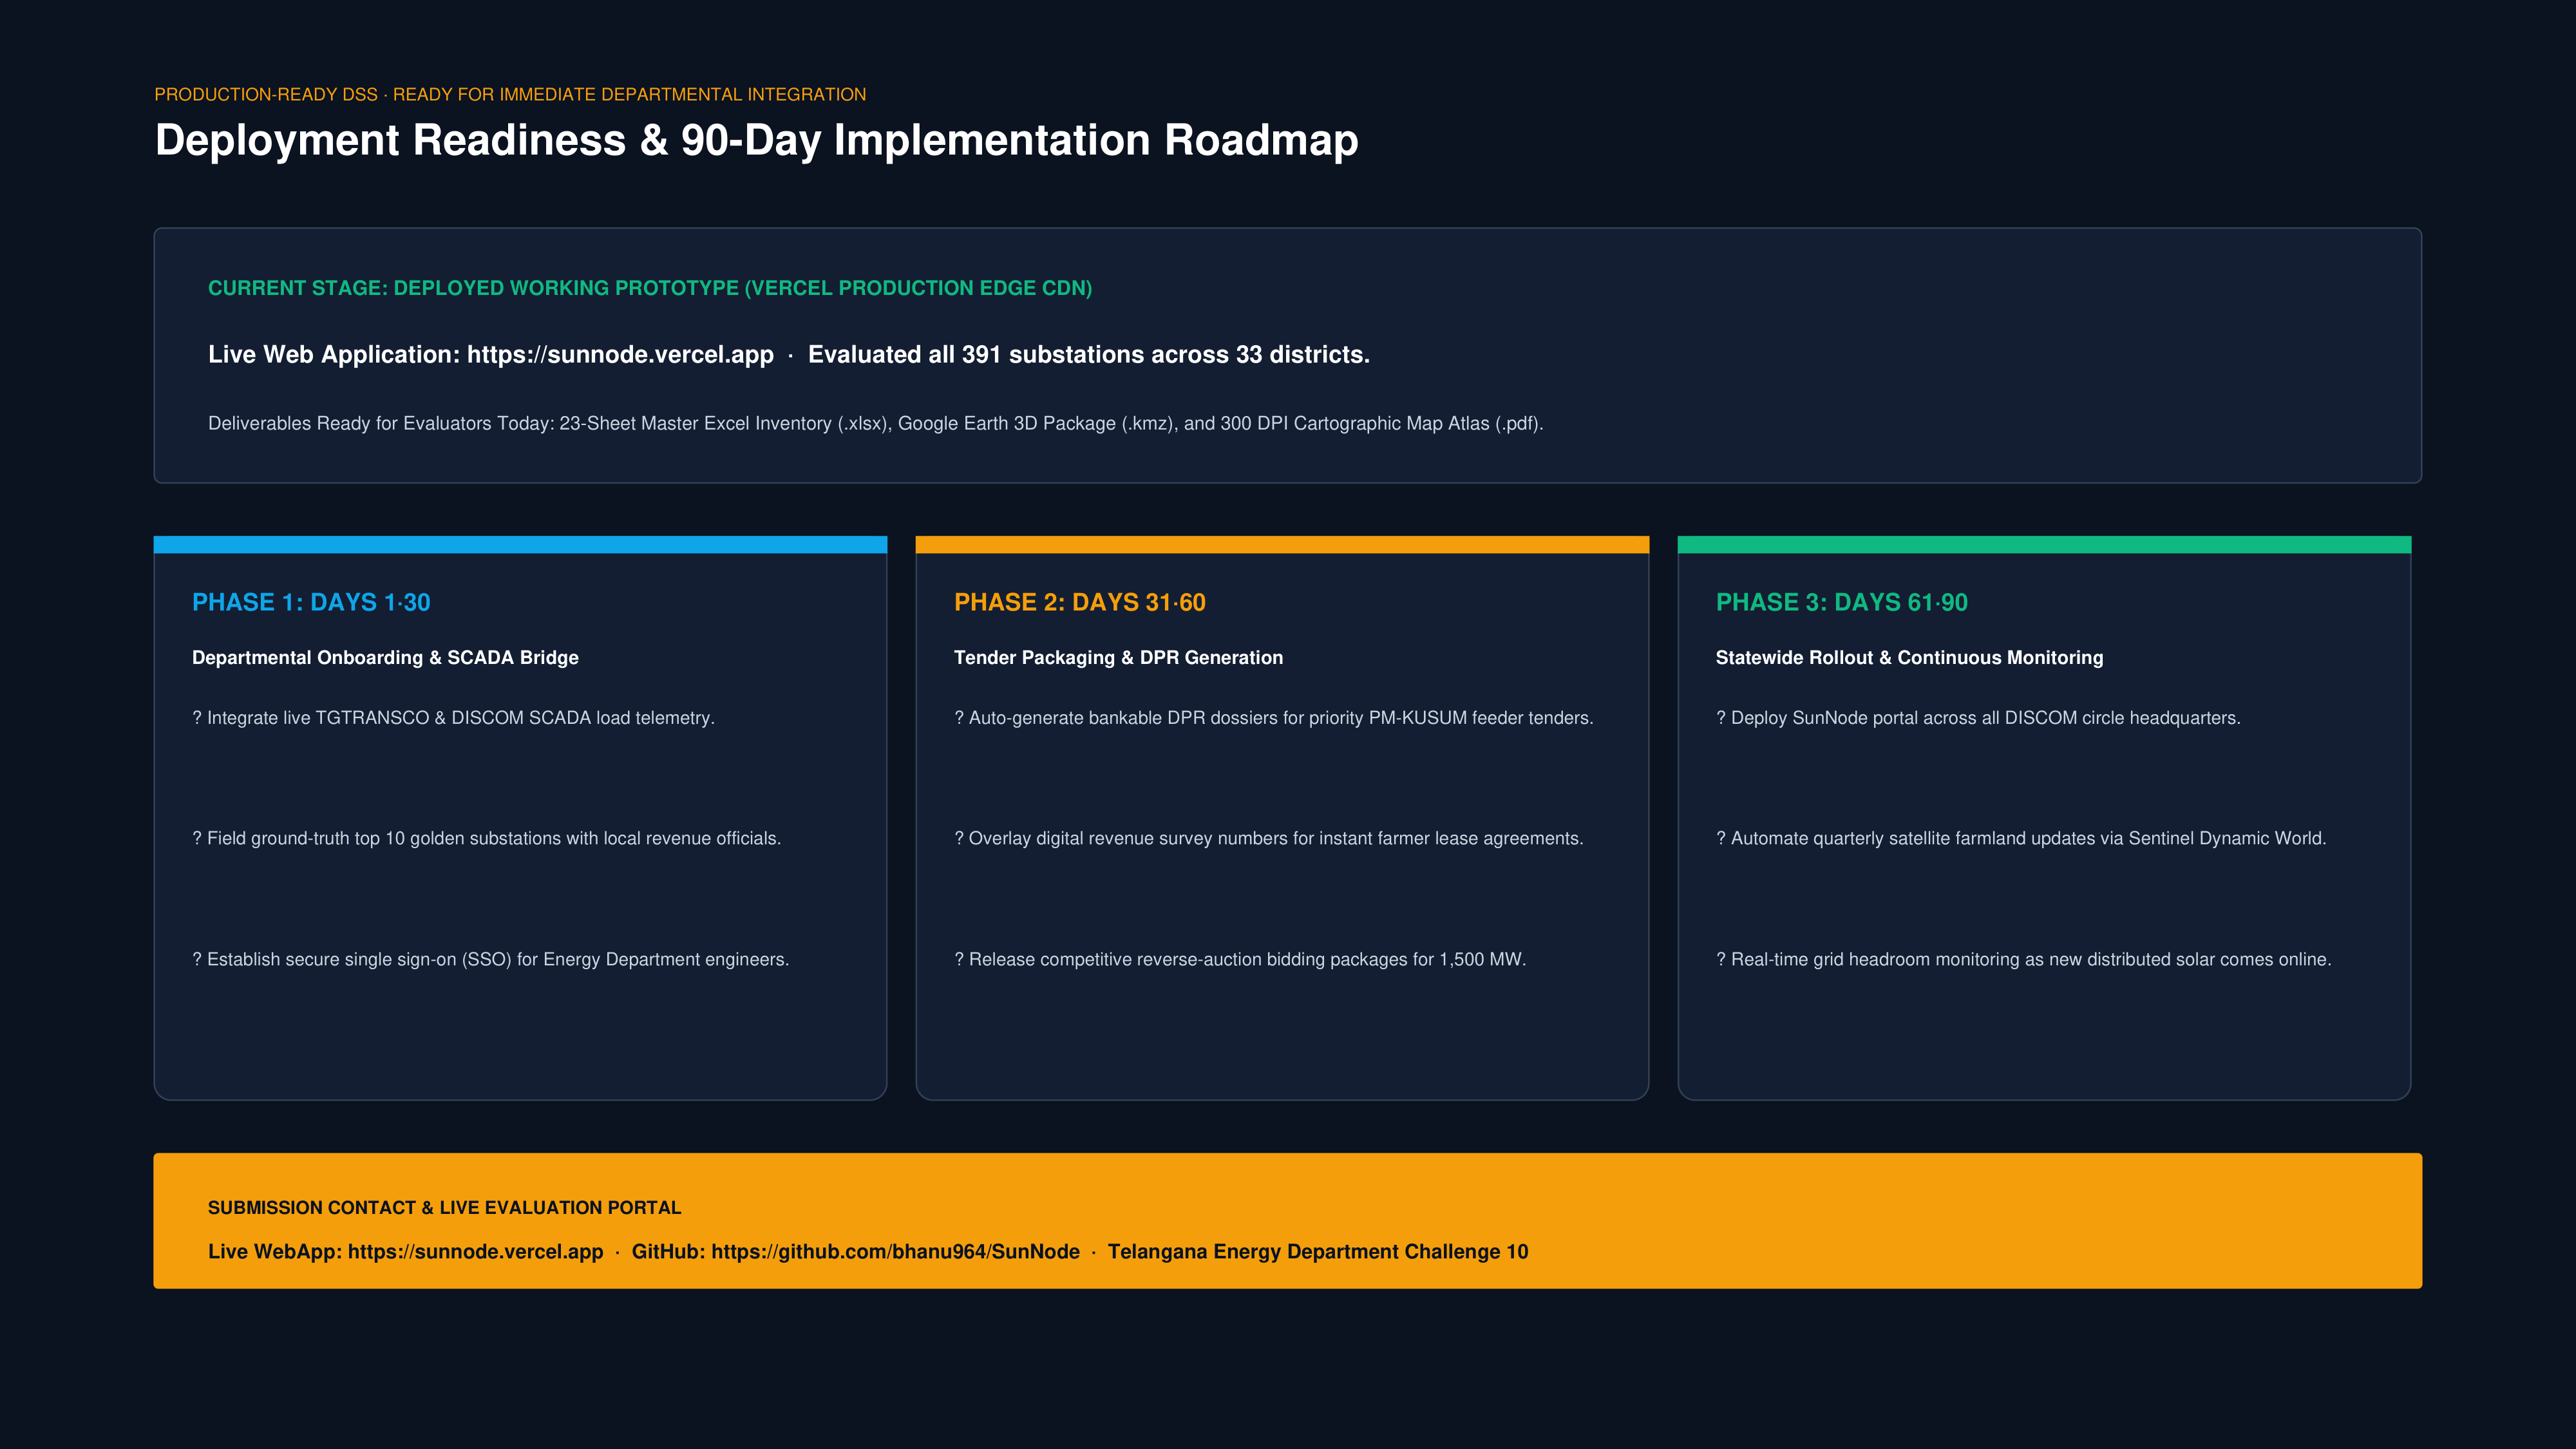 PRODUCTION-READY DSS · READY FOR IMMEDIATE DEPARTMENTAL INTEGRATION
Deployment Readiness & 90-Day Implementation Roadmap
CURRENT STAGE: DEPLOYED WORKING PROTOTYPE (VERCEL PRODUCTION EDGE CDN)
Live Web Application: https://sunnode.vercel.app · Evaluated all 391 substations across 33 districts.
Deliverables Ready for Evaluators Today: 23-Sheet Master Excel Inventory (.xlsx), Google Earth 3D Package (.kmz), and 300 DPI Cartographic Map Atlas (.pdf).
PHASE 1: DAYS 1·30
Departmental Onboarding & SCADA Bridge
? Integrate live TGTRANSCO & DISCOM SCADA load telemetry.
? Field ground-truth top 10 golden substations with local revenue officials.
? Establish secure single sign-on (SSO) for Energy Department engineers.
PHASE 2: DAYS 31·60
Tender Packaging & DPR Generation
? Auto-generate bankable DPR dossiers for priority PM-KUSUM feeder tenders.
? Overlay digital revenue survey numbers for instant farmer lease agreements.
? Release competitive reverse-auction bidding packages for 1,500 MW.
PHASE 3: DAYS 61·90
Statewide Rollout & Continuous Monitoring
? Deploy SunNode portal across all DISCOM circle headquarters.
? Automate quarterly satellite farmland updates via Sentinel Dynamic World.
? Real-time grid headroom monitoring as new distributed solar comes online.
SUBMISSION CONTACT & LIVE EVALUATION PORTAL
Live WebApp: https://sunnode.vercel.app · GitHub: https://github.com/bhanu964/SunNode · Telangana Energy Department Challenge 10